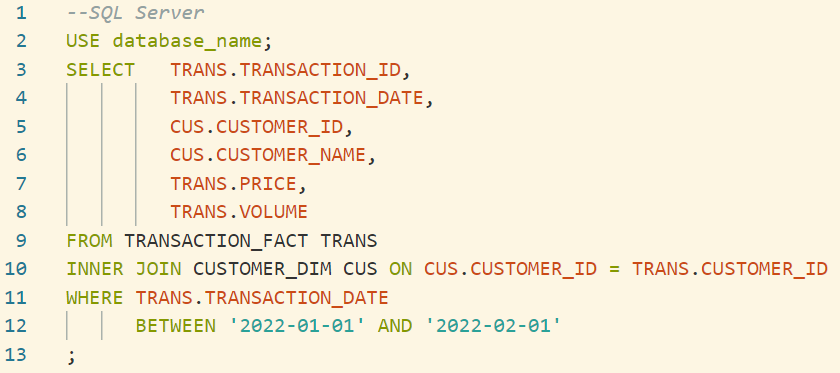 1 --SQL Server
2 USE database_name;
3 SELECT TRANS.TRANSACTION_ID,
4 TRANS.TRANSACTION_DATE,
5 CUS.CUSTOMER_ID,
6 CUS.CUSTOMER_NAME,
7 TRANS.PRICE,
8 TRANS.VOLUME
9 FROM TRANSACTION_FACT TRANS
10 INNER JOIN CUSTOMER_DIM CUS ON CUS.CUSTOMER_ID = TRANS.CUSTOMER_ID
11 WHERE TRANS.TRANSACTION_DATE
12 BETWEEN '2022-01-01' AND '2022-02-01'
13 ;